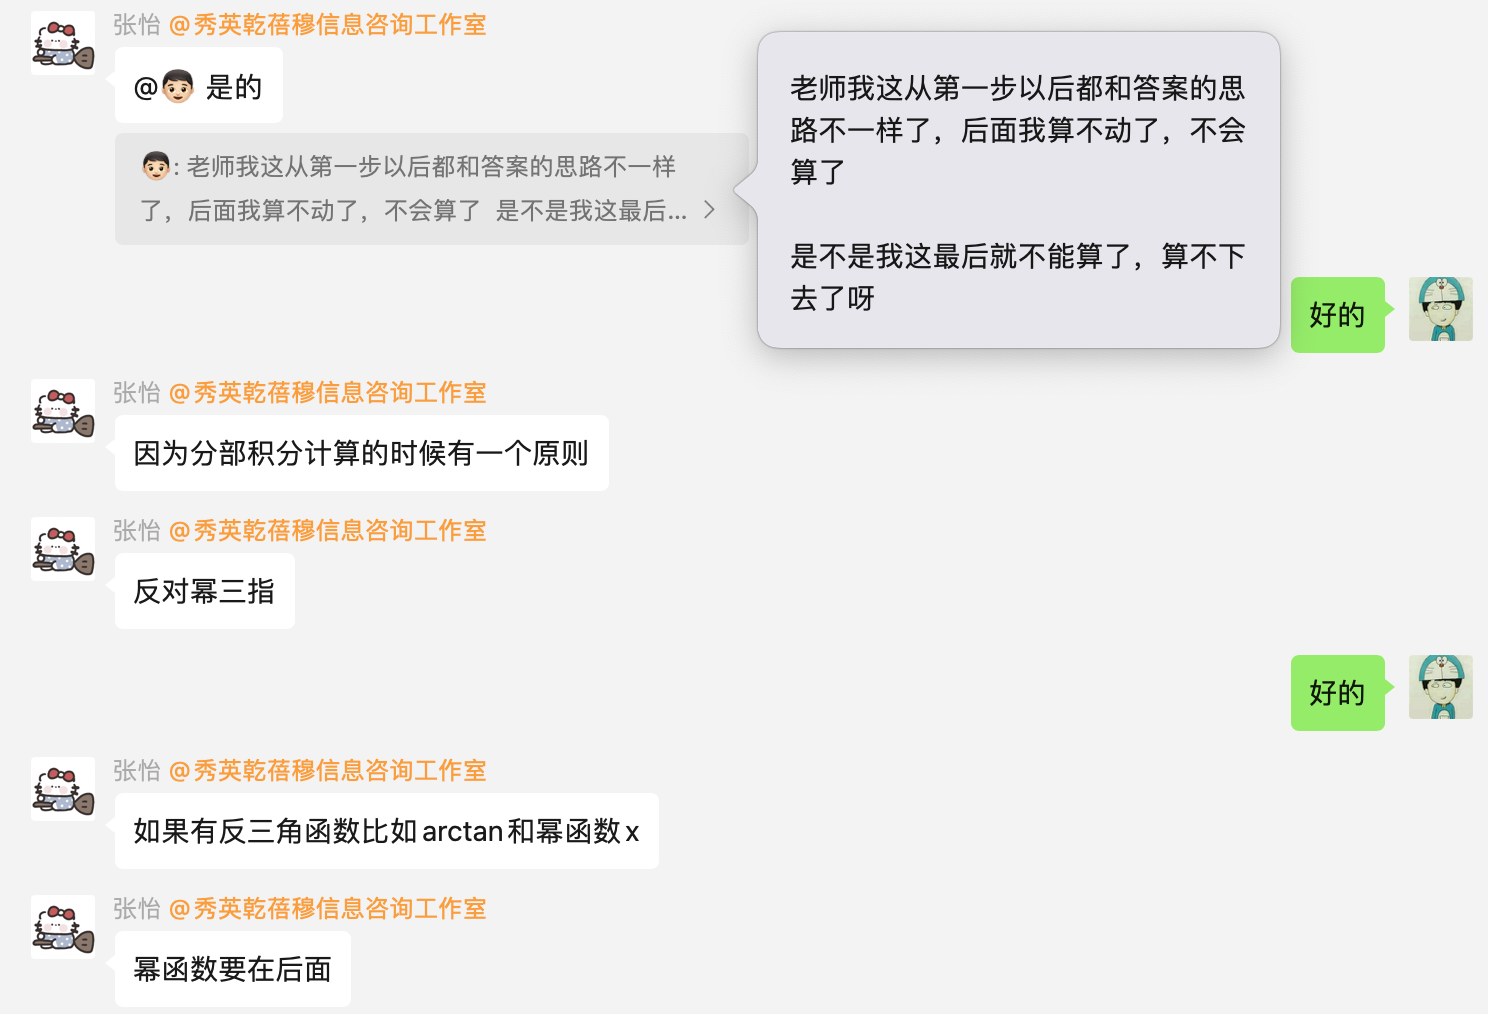 张怡 @秀英乾蓓穆信息咨询工作室
@👦🏻 是的
👦🏻: 老师我这从第一步以后都和答案的思路不一样
了，后面我算不动了，不会算了 是不是我这最后...
老师我这从第一步以后都和答案的思
路不一样了，后面我算不动了，不会
算了
是不是我这最后就不能算了，算不下
去了呀
好的
张怡 @秀英乾蓓穆信息咨询工作室
因为分部积分计算的时候有一个原则
张怡 @秀英乾蓓穆信息咨询工作室
反对幂三指
好的
张怡 @秀英乾蓓穆信息咨询工作室
如果有反三角函数比如arctan和幂函数x
张怡 @秀英乾蓓穆信息咨询工作室
幂函数要在后面